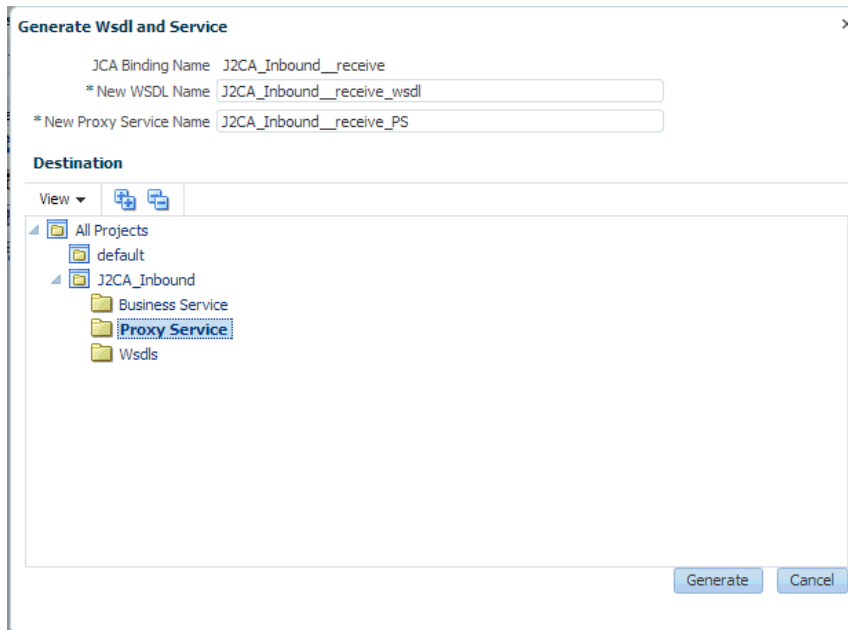 Generate Wsdl and Service
JCA Binding Name J2CA_Inbound__receive
* New WSDL Name J2CA_Inbound__receive_wsdl
* New Proxy Service Name J2CA_Inbound__receive_PS
Destination
View
All Projects
default
J2CA_Inbound
Business Service
Proxy Service
Wsdls
Generate Cancel